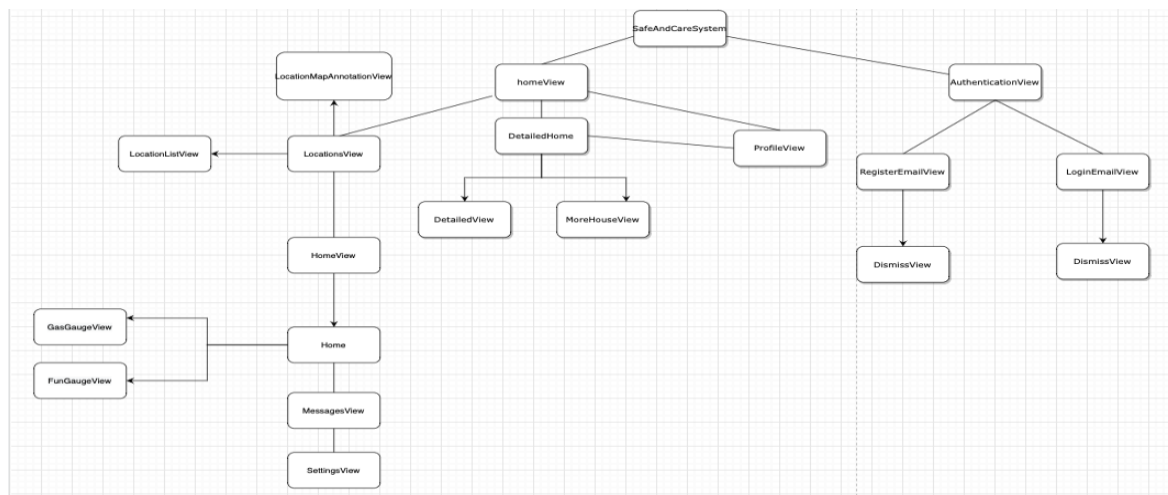 SafeAndCareSystem
LocationMapAnnotationView
homeView
AuthenticationView
DetailedHome
LocationListView
LocationsView
ProfileView
RegisterEmailView
LoginEmailView
DetailedView
MoreHouseView
HomeView
DismissView
DismissView
GasGaugeView
Home
FunGaugeView
MessagesView
SettingsView